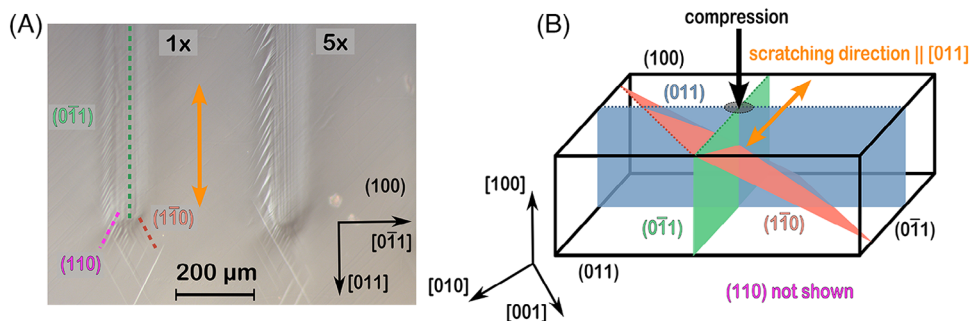 (A)
1x
5x
(01̅1)
(100)
(11̅0)
[01̅1]
(110)
200 µm
[011]
(B)
compression
scratching direction || [011]
(100)
(011)
[100]
(01̅1)
(11̅0)
(01̅1)
[010]
(011)
[001]
(110) not shown